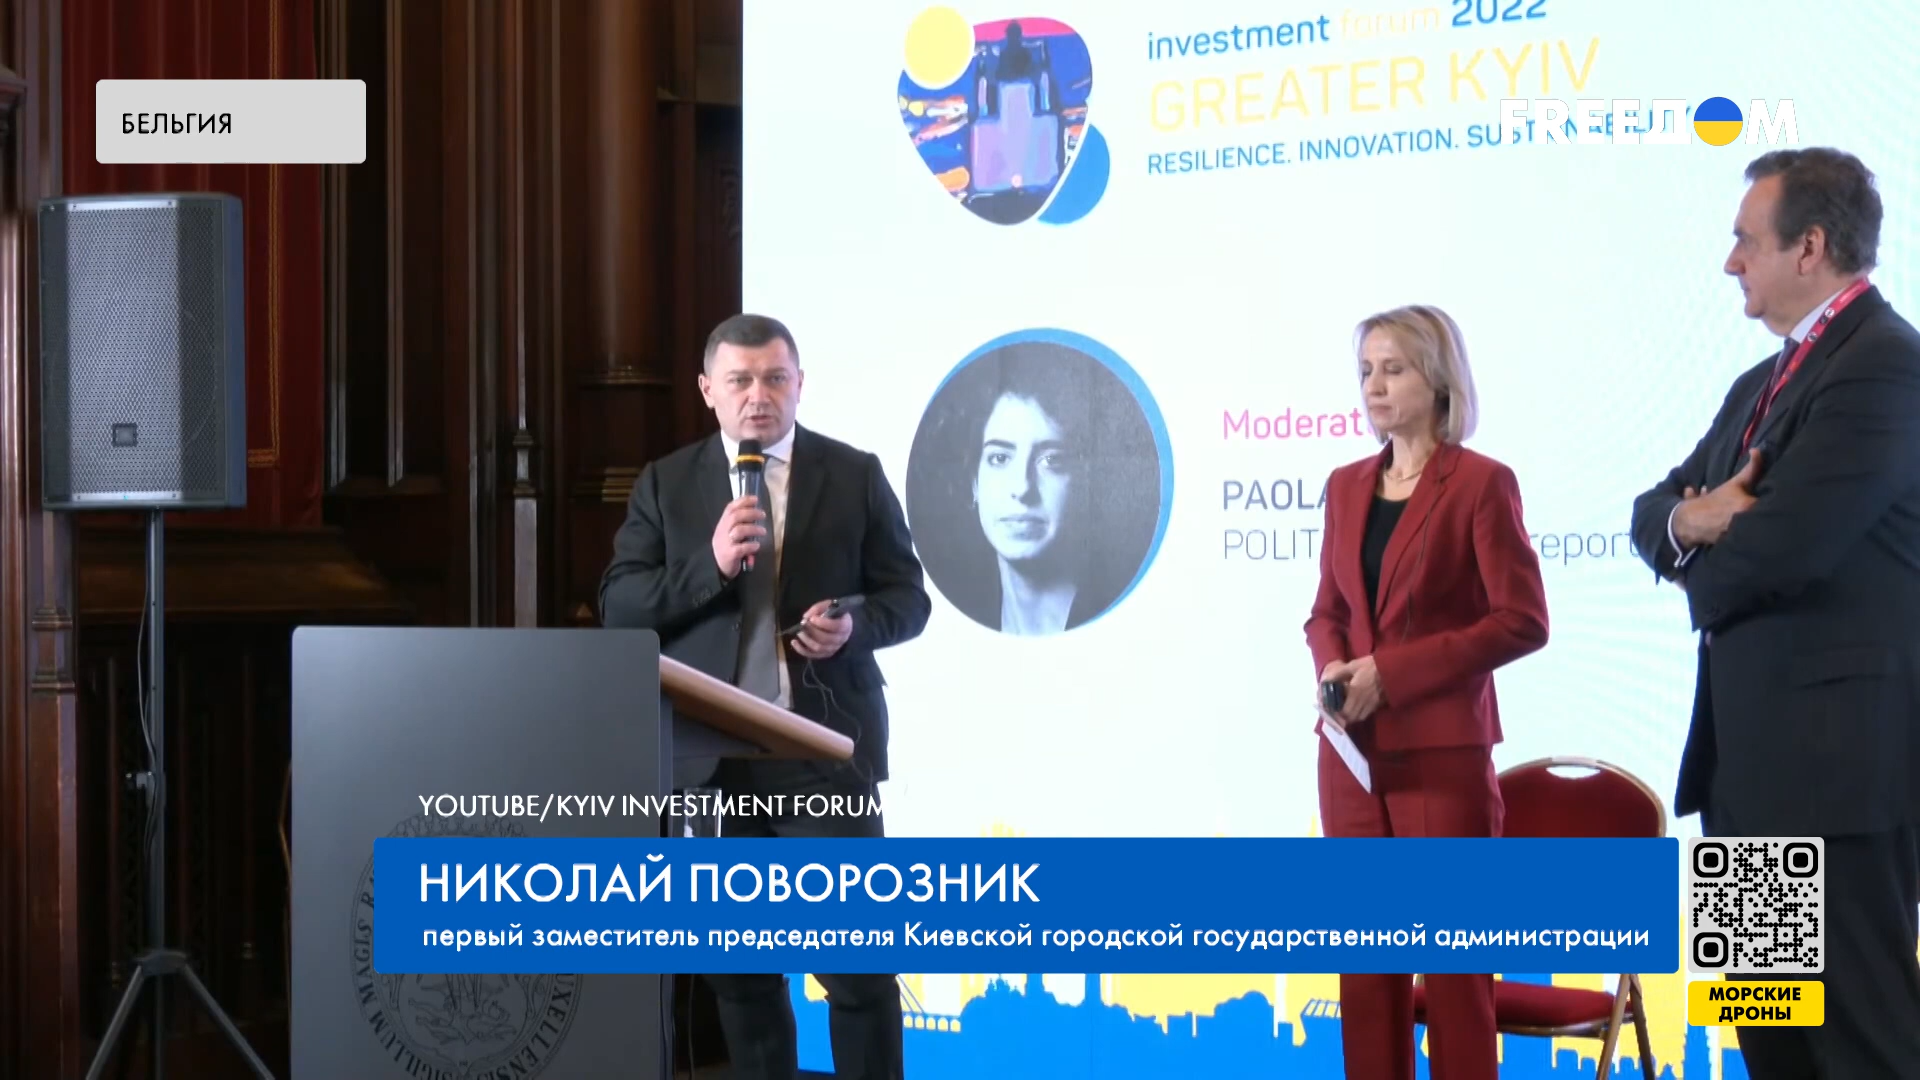 БЕЛЬГИЯ
investment forum 2022
GREATER KYIV
RESILIENCE. INNOVATION.
FREEДOM
Moderat
PAOLA
POLIT report
YOUTUBE/KYIV INVESTMENT FORUM
НИКОЛАЙ ПОВОРОЗНИК
первый заместитель председателя Киевской городской государственной администрации
МОРСКИЕ
ДРОНЫ